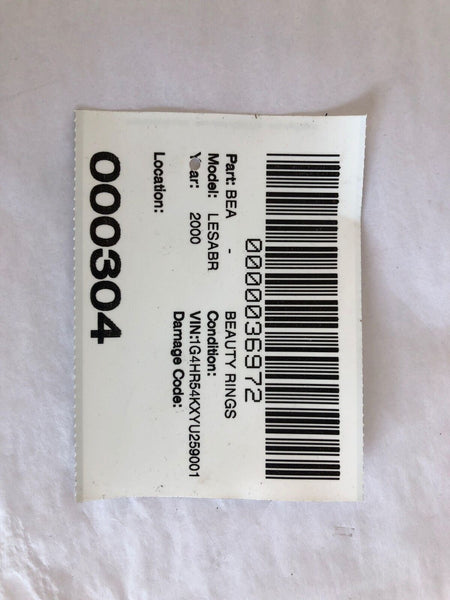 0000036972
Part: BEA - BEAUTY RINGS
Model: LESABR Condition:
Year: 2000 VIN:1G4HR54KXYU259001
Damage Code:
Location:
000304